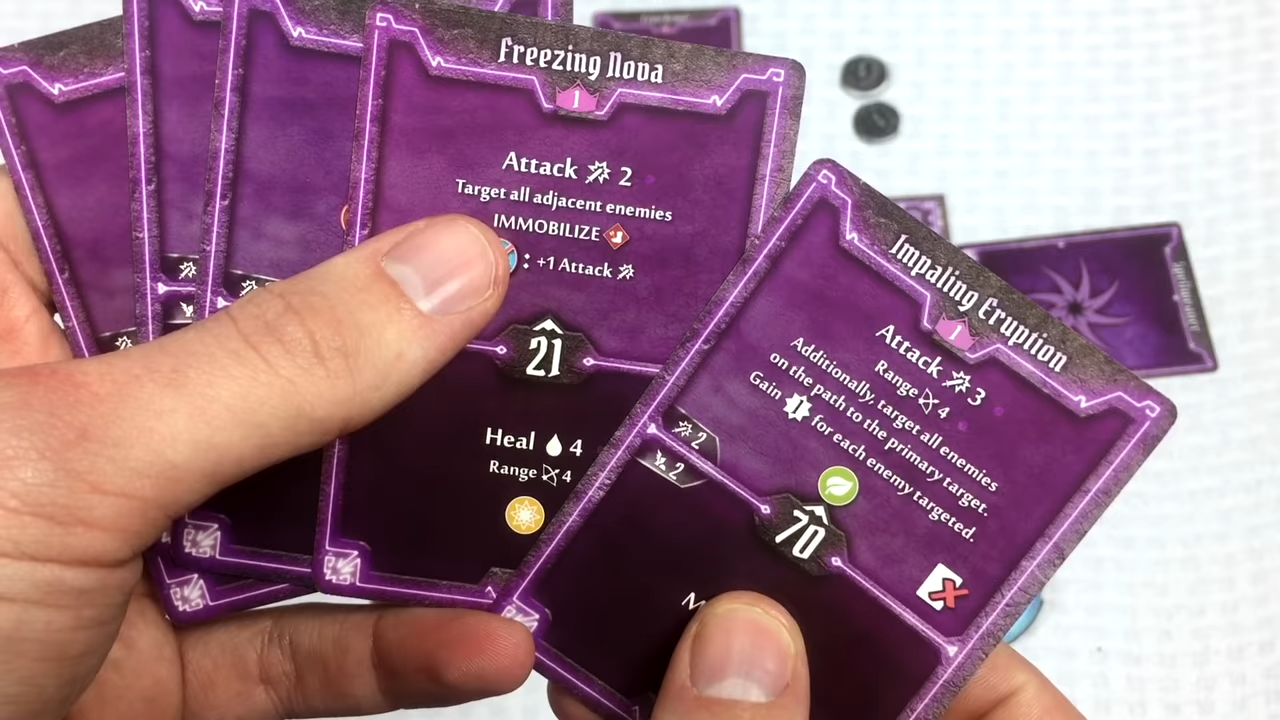 Freezing Nova
1
Attack 2
Target all adjacent enemies
IMMOBILIZE
: +1 Attack
21
Heal 4
Range 4
Impaling Eruption
1
Attack 3
Range 4
Additionally, target all enemies
on the path to the primary target.
Gain 1 for each enemy targeted.
2
2
70
M
Spellweaver